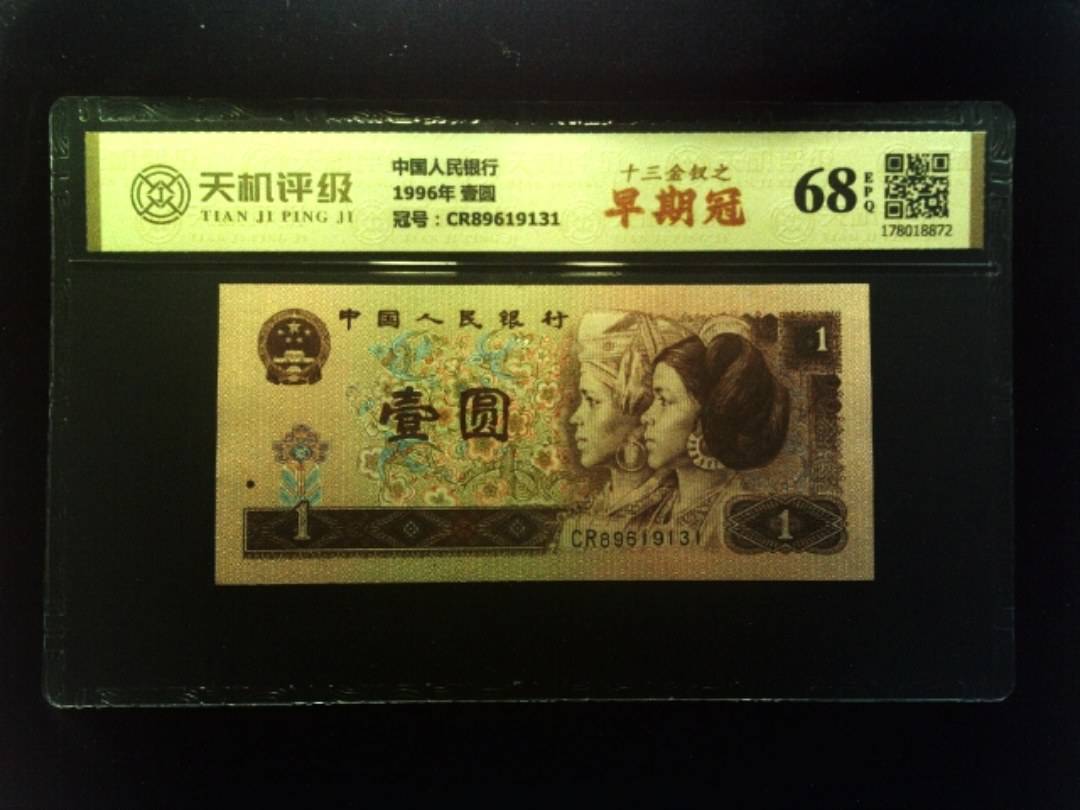 天机评级
TIAN JI PING JI
中国人民银行
1996年 壹圆
冠号：CR89619131
十三金钗之
早期冠
68
EPQ
178018872
中国人民银行
1
壹圆
1
1
CR89619131